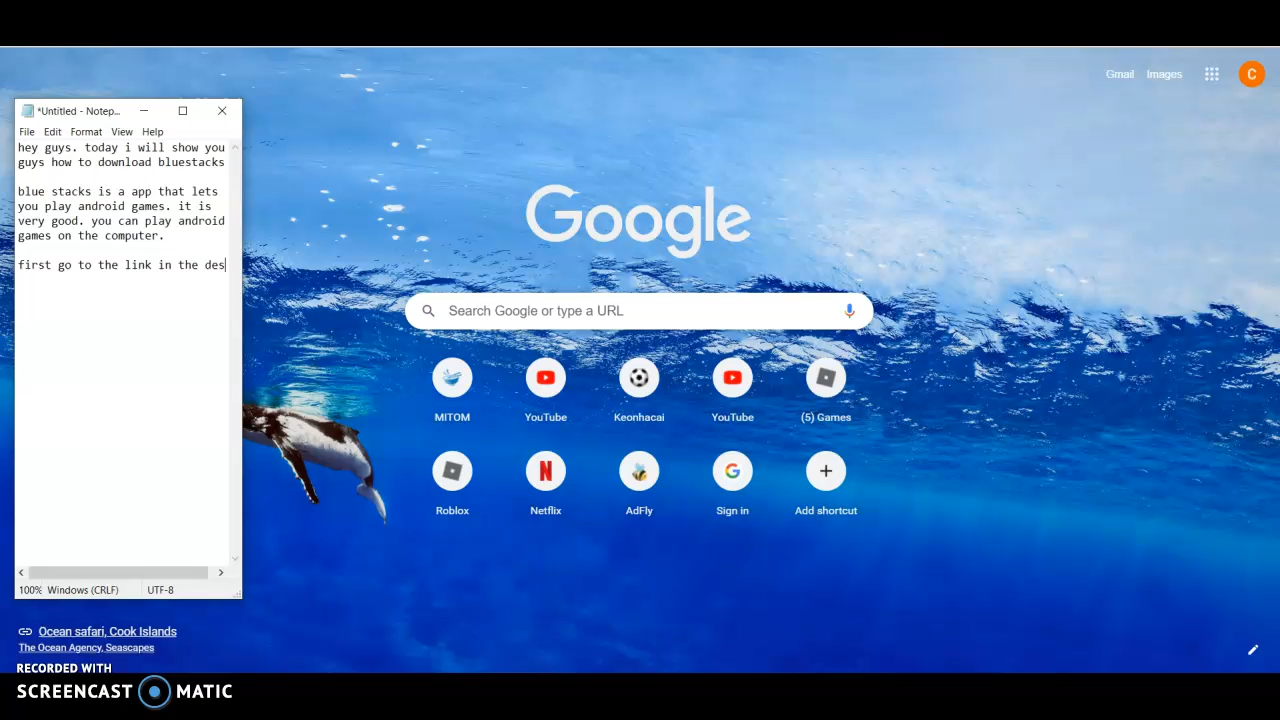 Gmail Images
C
*Untitled - Notep...
File Edit Format View Help
hey guys. today i will show you
guys how to download bluestacks
blue stacks is a app that lets
you play android games. it is
very good. you can play android
games on the computer.
first go to the link in the des
100% Windows (CRLF) UTF-8
Google
Search Google or type a URL
MITOM YouTube Keonhacai YouTube (5) Games
Roblox Netflix AdFly Sign in Add shortcut
Ocean safari, Cook Islands
The Ocean Agency, Seascapes
RECORDED WITH
SCREENCAST MATIC